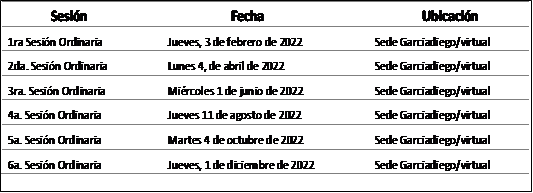 Sesión Fecha Ubicación
1ra Sesión Ordinaria Jueves, 3 de febrero de 2022 Sede Garciadiego/virtual
2da. Sesión Ordinaria Lunes 4, de abril de 2022 Sede Garciadiego/virtual
3ra. Sesión Ordinaria Miércoles 1 de junio de 2022 Sede Garciadiego/virtual
4a. Sesión Ordinaria Jueves 11 de agosto de 2022 Sede Garciadiego/virtual
5a. Sesión Ordinaria Martes 4 de octubre de 2022 Sede Garciadiego/virtual
6a. Sesión Ordinaria Jueves, 1 de diciembre de 2022 Sede Garciadiego/virtual